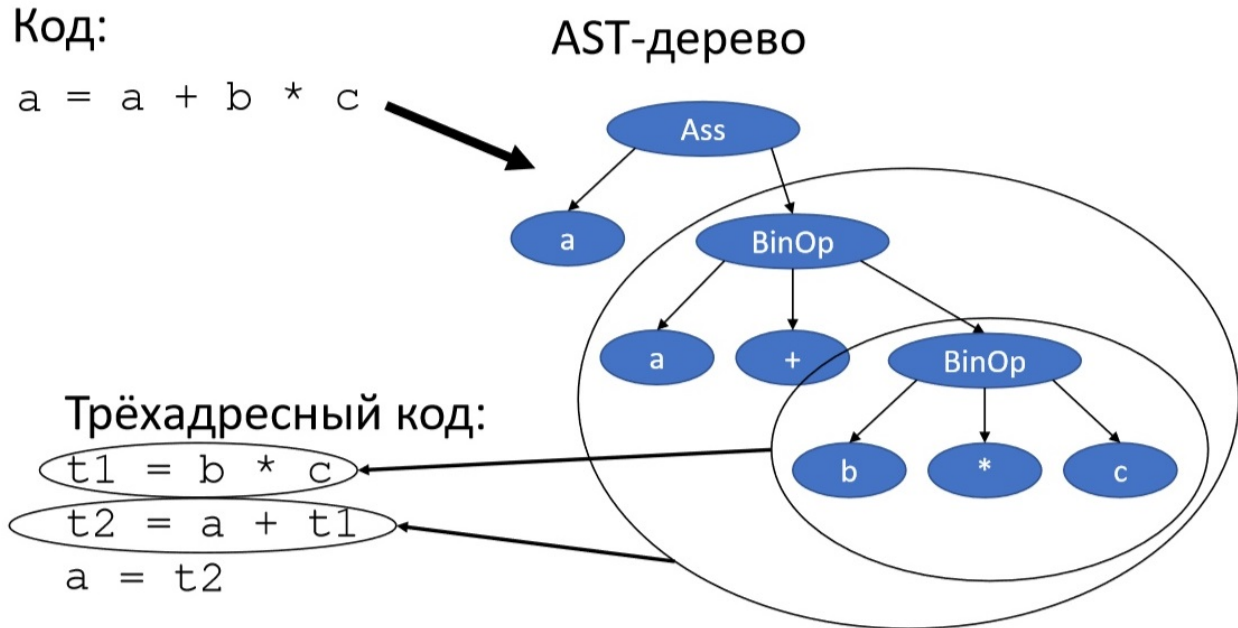 Код:
a = a + b * c
AST-дерево
Ass
a
BinOp
a
+
BinOp
b
*
c
Трёхадресный код:
t1 = b * c
t2 = a + t1
a = t2